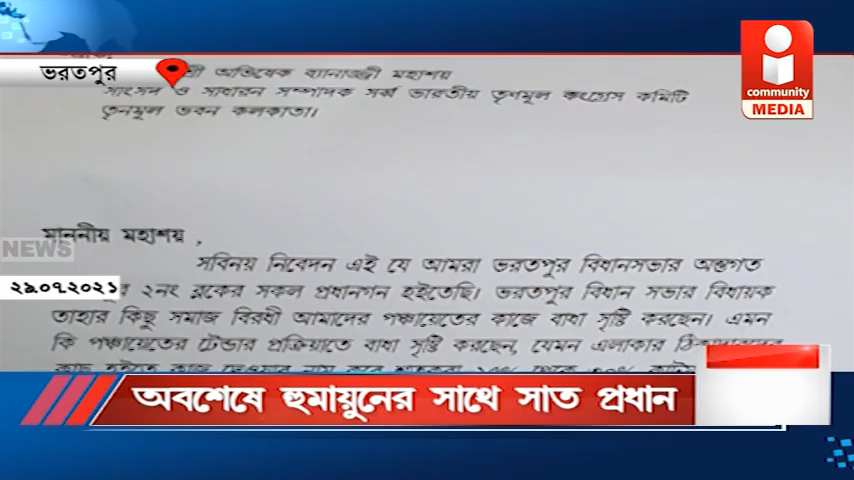 ভরতপুর
শ্রী অভিষেক ব্যানার্জ্জী মহাশয়
সাংসদ ও সাধারন সম্পাদক সর্ব্ব ভারতীয় তৃণমূল কংগ্রেস কমিটি
তৃনমূল ভবন কলকাতা।
i
community
MEDIA
মাননীয় মহাশয় ,
NEWS
সবিনয় নিবেদন এই যে আমরা ভরতপুর বিধানসভার অন্তগত
২৯.০৭.২০২১
২নং ব্লকের সকল প্রধানগন হইতেছি। ভরতপুর বিধান সভার বিধায়ক
তাহার কিছু সমাজ বিরধী আমাদের পঞ্চায়েতের কাজে বাধা সৃষ্টি করছেন। এমন
কি পঞ্চায়েতের টেন্ডার প্রক্রিয়াতে বাধা সৃষ্টি করছেন, যেমন এলাকার
অবশেষে হুমায়ুনের সাথে সাত প্রধান